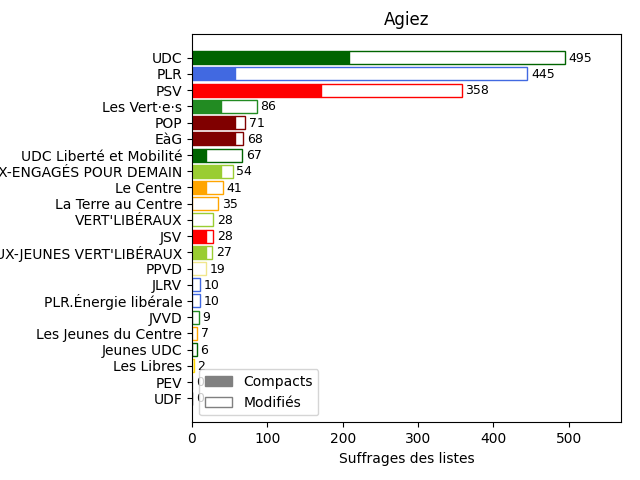 Agiez
UDC 495
PLR 445
PSV 358
Les Vert·e·s 86
POP 71
EàG 68
UDC Liberté et Mobilité 67
X-ENGAGÉS POUR DEMAIN 54
Le Centre 41
La Terre au Centre 35
VERT'LIBÉRAUX 28
JSV 28
UX-JEUNES VERT'LIBÉRAUX 27
PPVD 19
JLRV 10
PLR.Énergie libérale 10
JVVD 9
Les Jeunes du Centre 7
Jeunes UDC 6
Les Libres 2
PEV 0
UDF 0
Compacts
Modifiés
0 100 200 300 400 500
Suffrages des listes